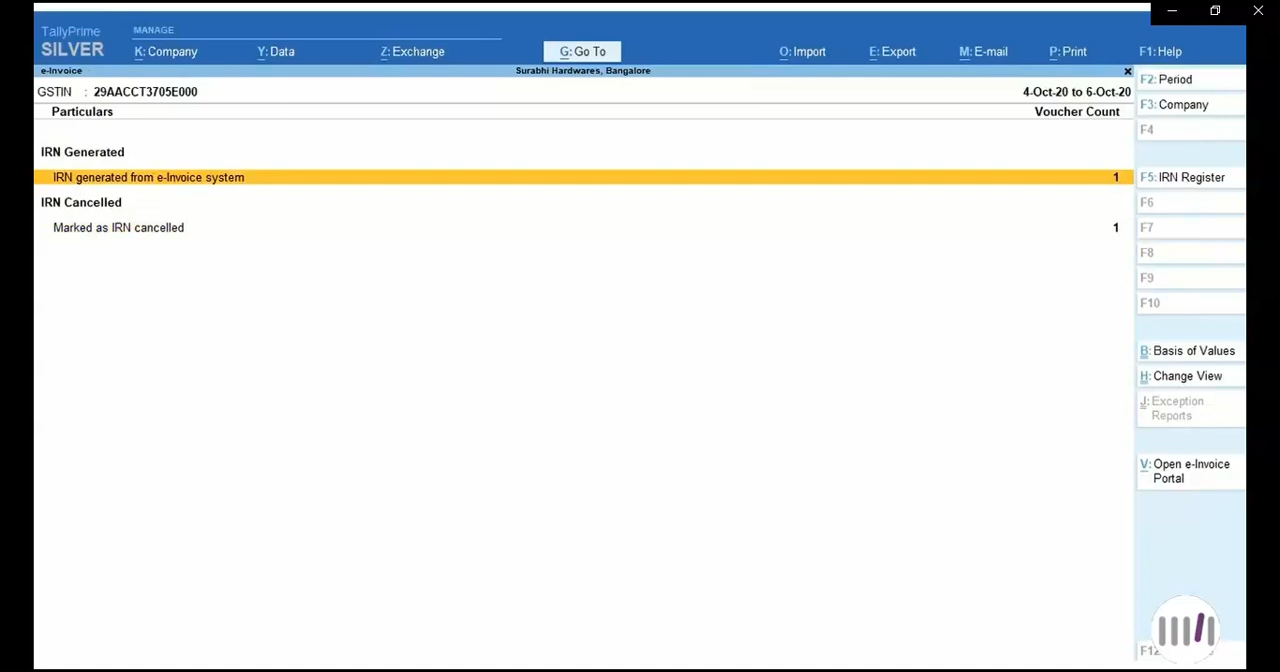 TallyPrime
SILVER
MANAGE
K: Company
Y: Data
Z: Exchange
G: Go To
O: Import
E: Export
M: E-mail
P: Print
F1: Help
e-Invoice
Surabhi Hardwares, Bangalore
GSTIN : 29AACCT3705E000
4-Oct-20 to 6-Oct-20
Particulars
Voucher Count
IRN Generated
IRN generated from e-Invoice system 1
IRN Cancelled
Marked as IRN cancelled 1
F2: Period
F3: Company
F4
F5: IRN Register
F6
F7
F8
F9
F10
B: Basis of Values
H: Change View
J: Exception
Reports
V: Open e-Invoice
Portal
F12